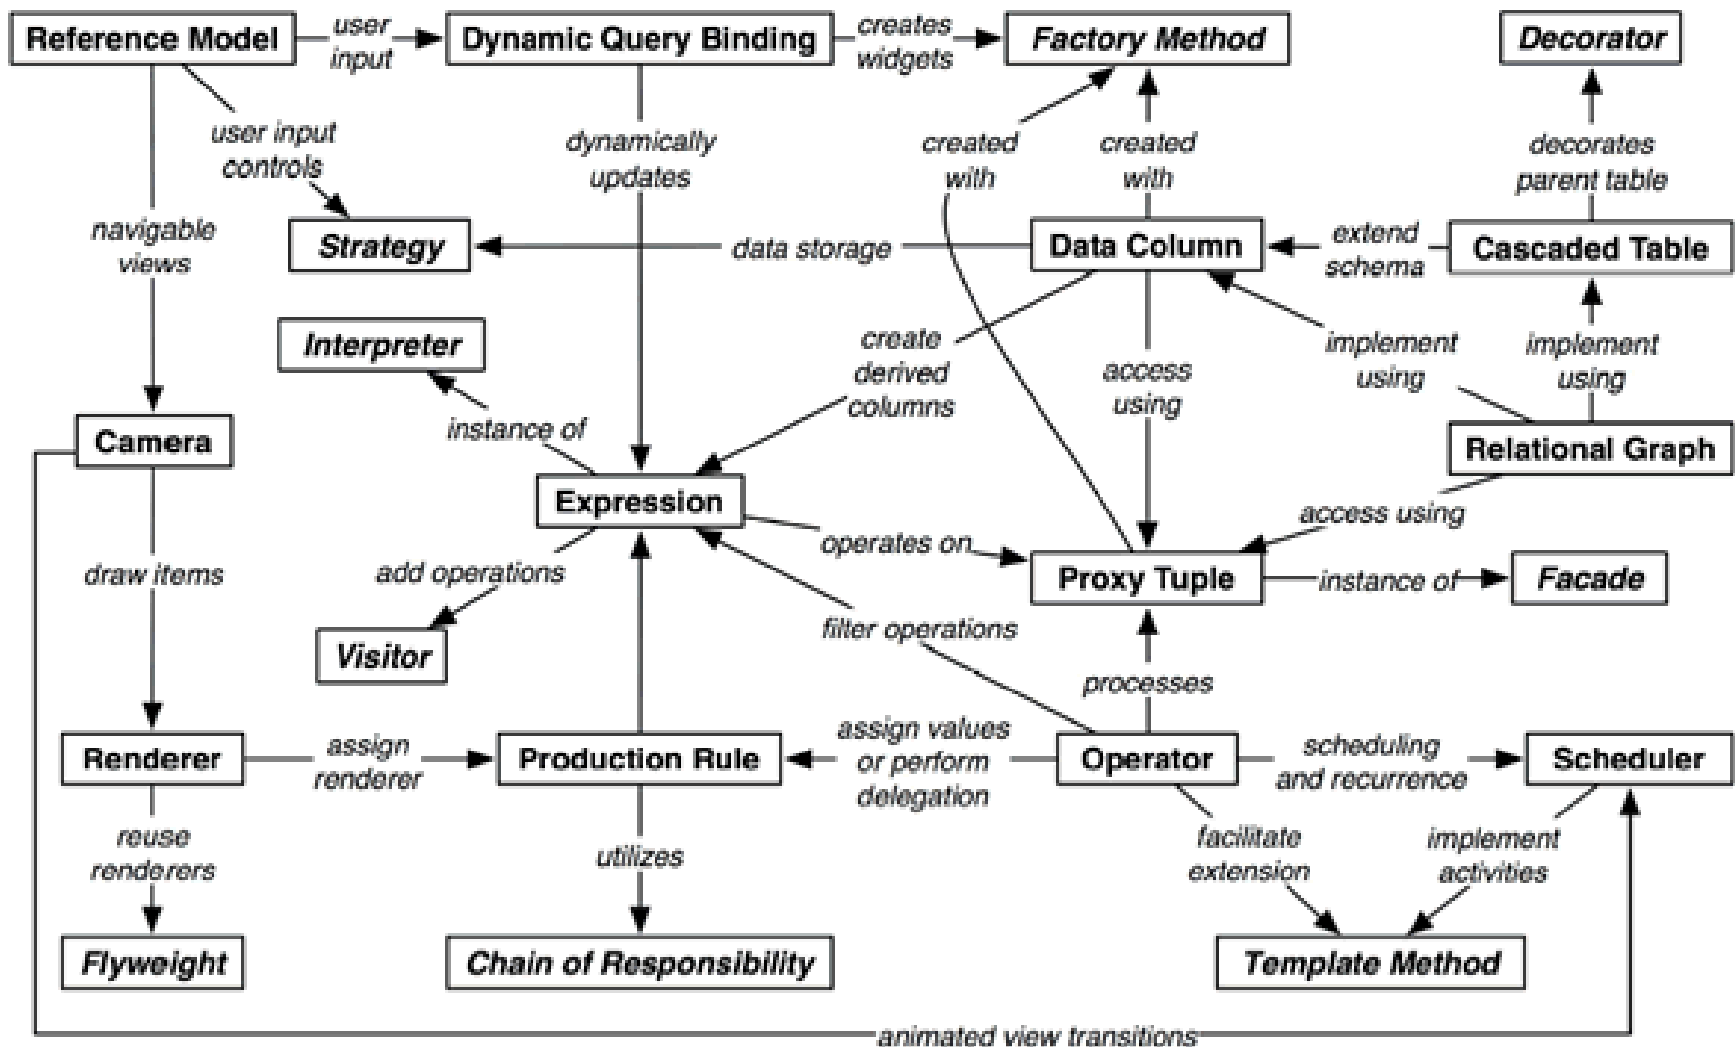 Reference Model
user
input
Dynamic Query Binding
creates
widgets
Factory Method
Decorator
user input
controls
dynamically
updates
created
with
created
with
decorates
parent table
navigable
views
Strategy
data storage
Data Column
extend
schema
Cascaded Table
Interpreter
create
derived
columns
access
using
implement
using
implement
using
Camera
instance of
Relational Graph
Expression
operates on
access using
draw items
add operations
Proxy Tuple
instance of
Facade
Visitor
filter operations
processes
Renderer
assign
renderer
Production Rule
assign values
or perform
delegation
Operator
scheduling
and recurrence
Scheduler
reuse
renderers
utilizes
facilitate
extension
implement
activities
Flyweight
Chain of Responsibility
Template Method
animated view transitions